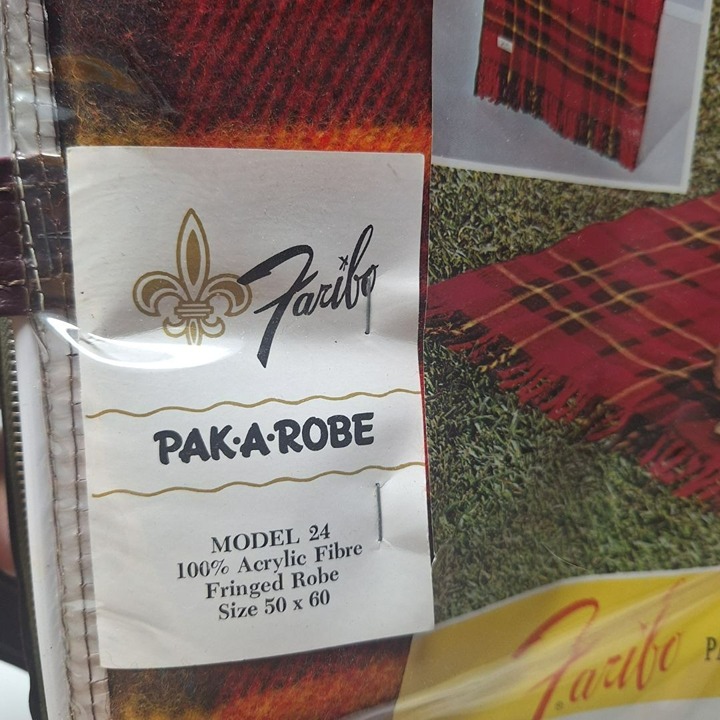 Faribo
PAK·A·ROBE
MODEL 24
100% Acrylic Fibre
Fringed Robe
Size 50 x 60
Faribo